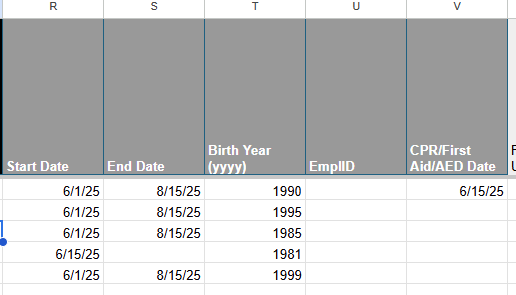 R S T U V
Start Date End Date Birth Year (yyyy) EmplID CPR/First Aid/AED Date
6/1/25 8/15/25 1990 6/15/25
6/1/25 8/15/25 1995
6/1/25 8/15/25 1985
6/15/25 1981
6/1/25 8/15/25 1999